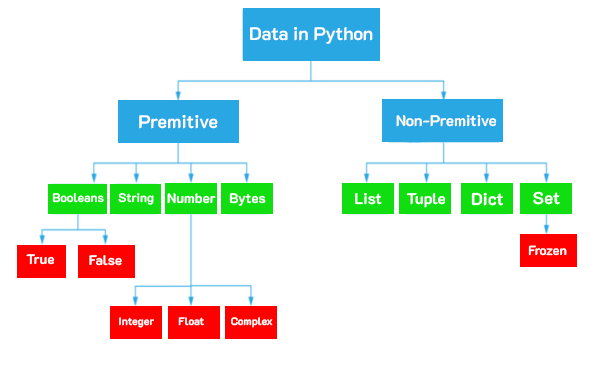 Data in Python
Premitive
Non-Premitive
Booleans
String
Number
Bytes
List
Tuple
Dict
Set
True
False
Frozen
Integer
Float
Complex